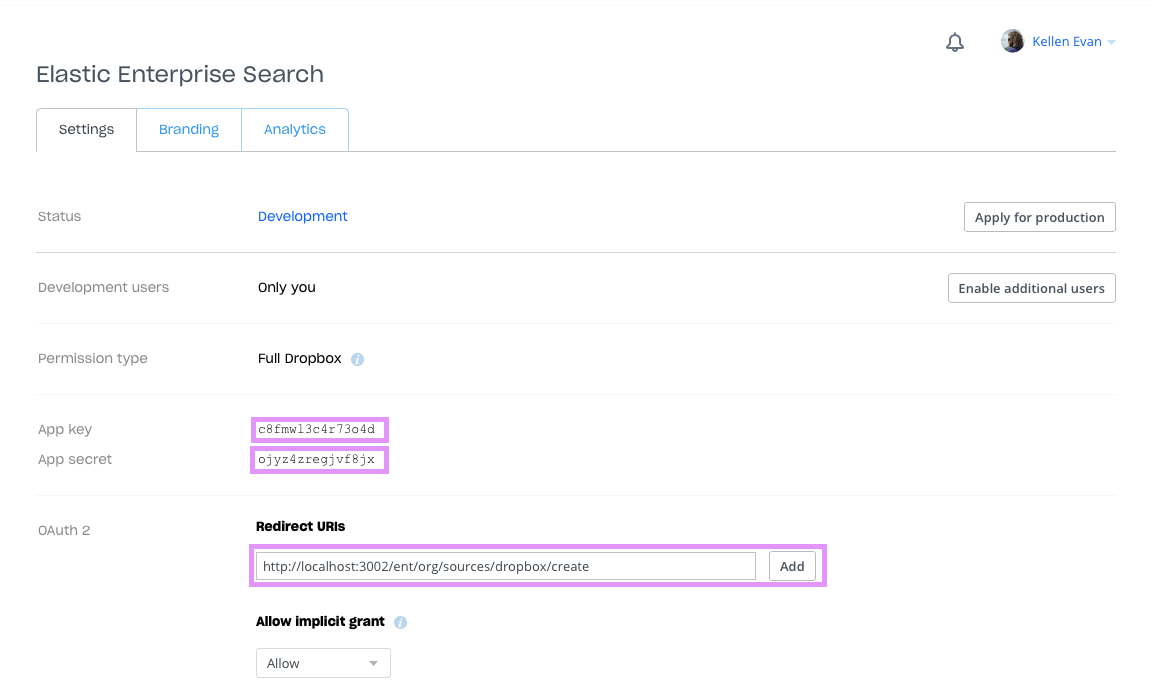 Kellen Evan
Elastic Enterprise Search
Settings Branding Analytics
Status Development Apply for production
Development users Only you Enable additional users
Permission type Full Dropbox i
App key c8fmwl3c4r73o4d
App secret ojyz4zregjvf8jx
OAuth 2 Redirect URIs
http://localhost:3002/ent/org/sources/dropbox/create Add
Allow implicit grant i
Allow